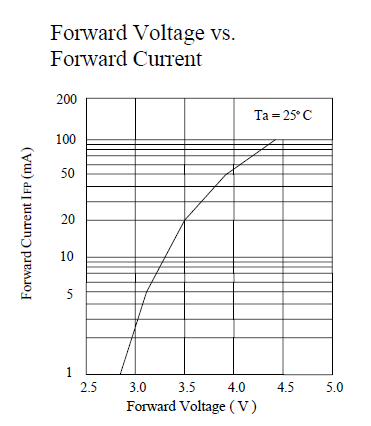 Forward Voltage vs.
Forward Current
200
Ta = 25° C
100
50
20
10
5
1
2.5 3.0 3.5 4.0 4.5 5.0
Forward Voltage ( V )
Forward Current IFP (mA)